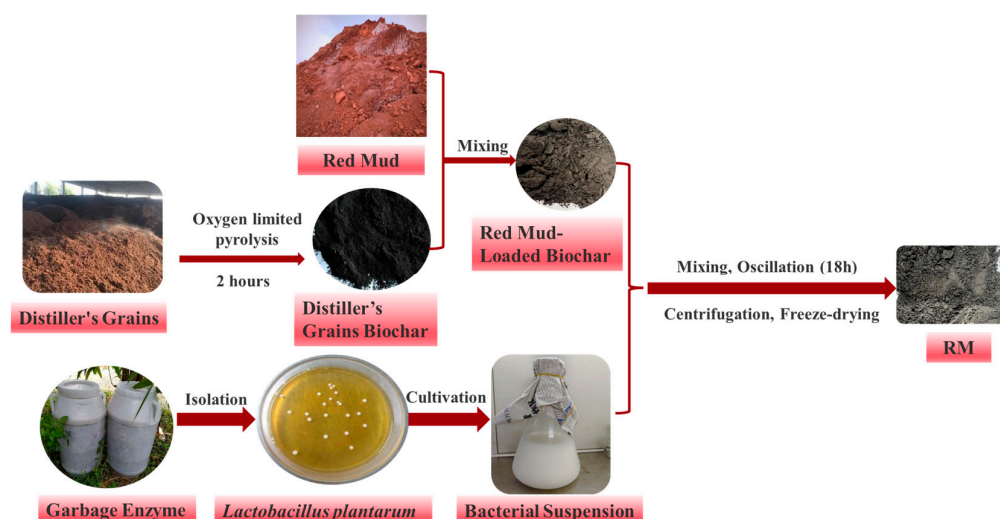 Red Mud
Mixing
Red Mud-
Loaded Biochar
Oxygen limited
pyrolysis
2 hours
Distiller's Grains
Distiller’s
Grains Biochar
Mixing, Oscillation (18h)
Centrifugation, Freeze-drying
RM
Isolation
Cultivation
Garbage Enzyme
Lactobacillus plantarum
Bacterial Suspension